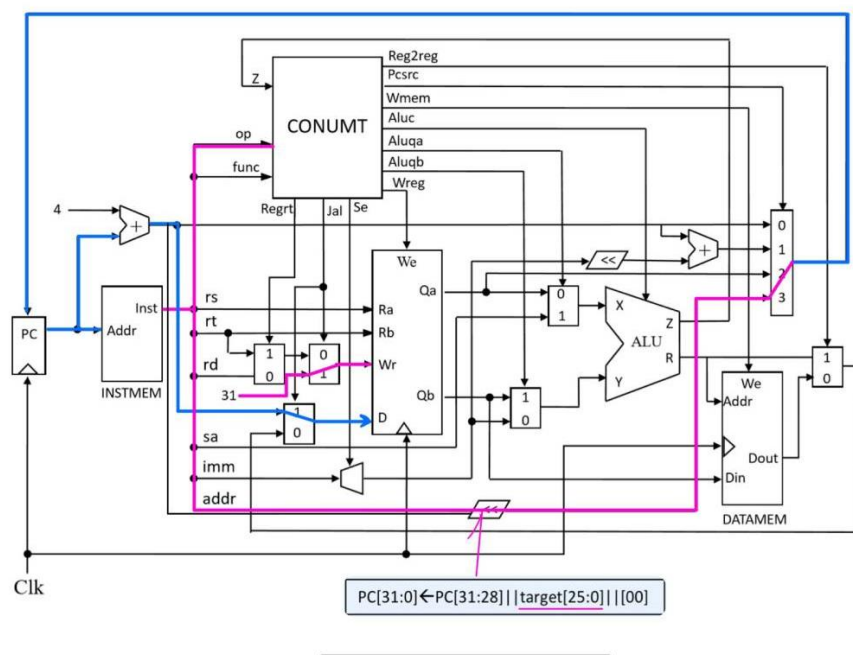 Reg2reg
Pcsrc
Z
Wmem
CONUMT
Aluc
op
Aluqa
func
Aluqb
Wreg
Regrt
Jal
Se
4
+
We
0
+
1
<<
2
Inst
rs
Ra
Qa
0
X
3
PC
Addr
rt
Rb
1
Z
1
0
ALU
INSTMEM
rd
0
1
Wr
R
1
31
Qb
1
Y
We
0
1
D
0
Addr
0
sa
imm
Dout
Din
addr
<<
DATAMEM
Clk
PC[31:0]←PC[31:28]||target[25:0]||[00]